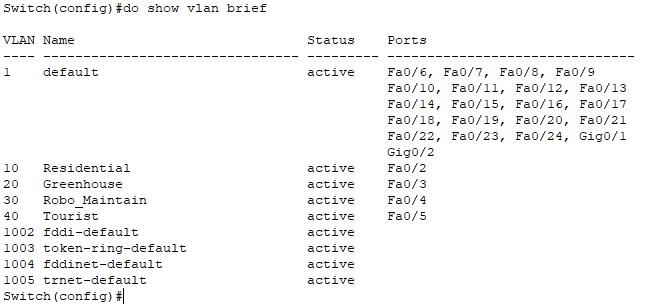 Switch(config)#do show vlan brief
VLAN Name                             Status    Ports
---- -------------------------------- --------- -------------------------------
1    default                          active    Fa0/6, Fa0/7, Fa0/8, Fa0/9
                                                Fa0/10, Fa0/11, Fa0/12, Fa0/13
                                                Fa0/14, Fa0/15, Fa0/16, Fa0/17
                                                Fa0/18, Fa0/19, Fa0/20, Fa0/21
                                                Fa0/22, Fa0/23, Fa0/24, Gig0/1
                                                Gig0/2
10   Residential                      active    Fa0/2
20   Greenhouse                       active    Fa0/3
30   Robo_Maintain                    active    Fa0/4
40   Tourist                          active    Fa0/5
1002 fddi-default                     active
1003 token-ring-default               active
1004 fddinet-default                  active
1005 trnet-default                    active
Switch(config)#